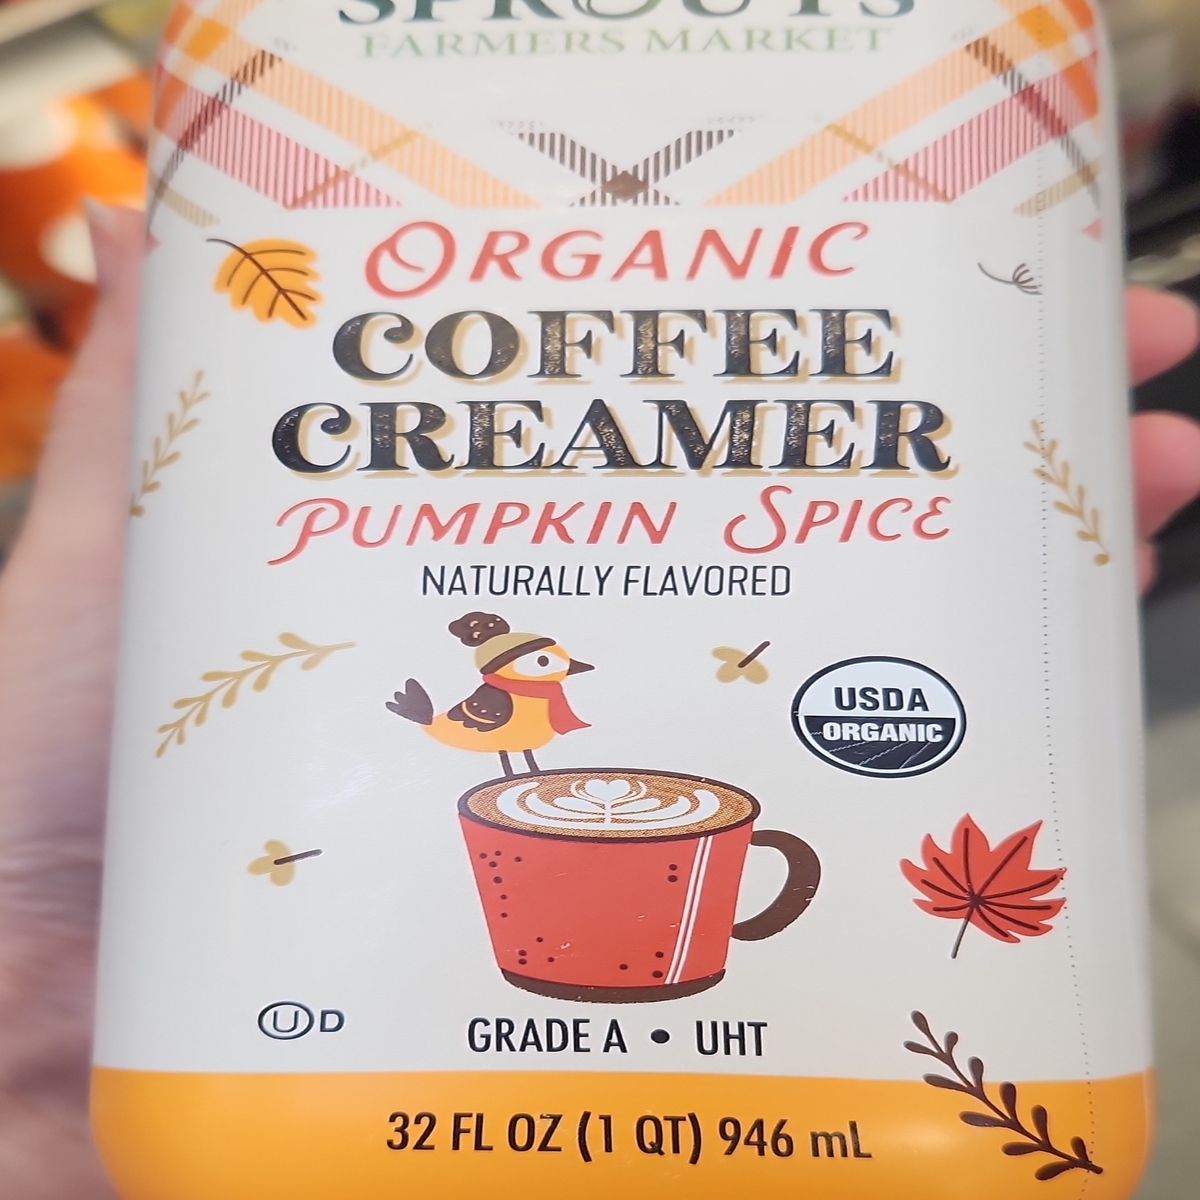 SPROUTS
FARMERS MARKET
ORGANIC
COFFEE
CREAMER
PUMPKIN SPICE
NATURALLY FLAVORED
USDA
ORGANIC
U D
GRADE A • UHT
32 FL OZ (1 QT) 946 mL